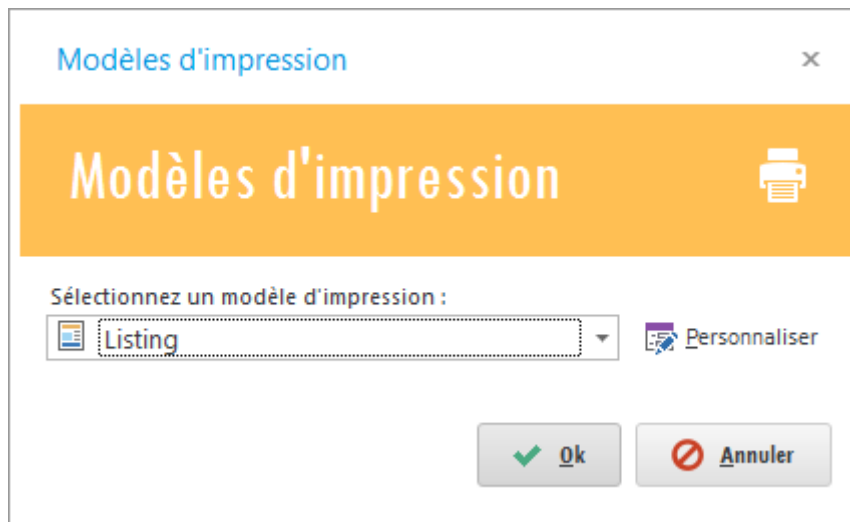 Modèles d'impression
Modèles d'impression
Sélectionnez un modèle d'impression :
Listing
Personnaliser
Ok
Annuler